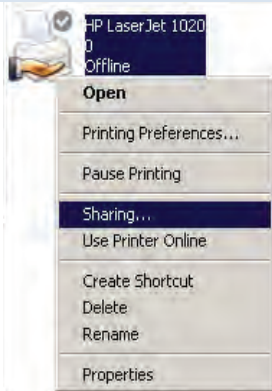 HP LaserJet 1020
0
Offline
Open
Printing Preferences...
Pause Printing
Sharing...
Use Printer Online
Create Shortcut
Delete
Rename
Properties